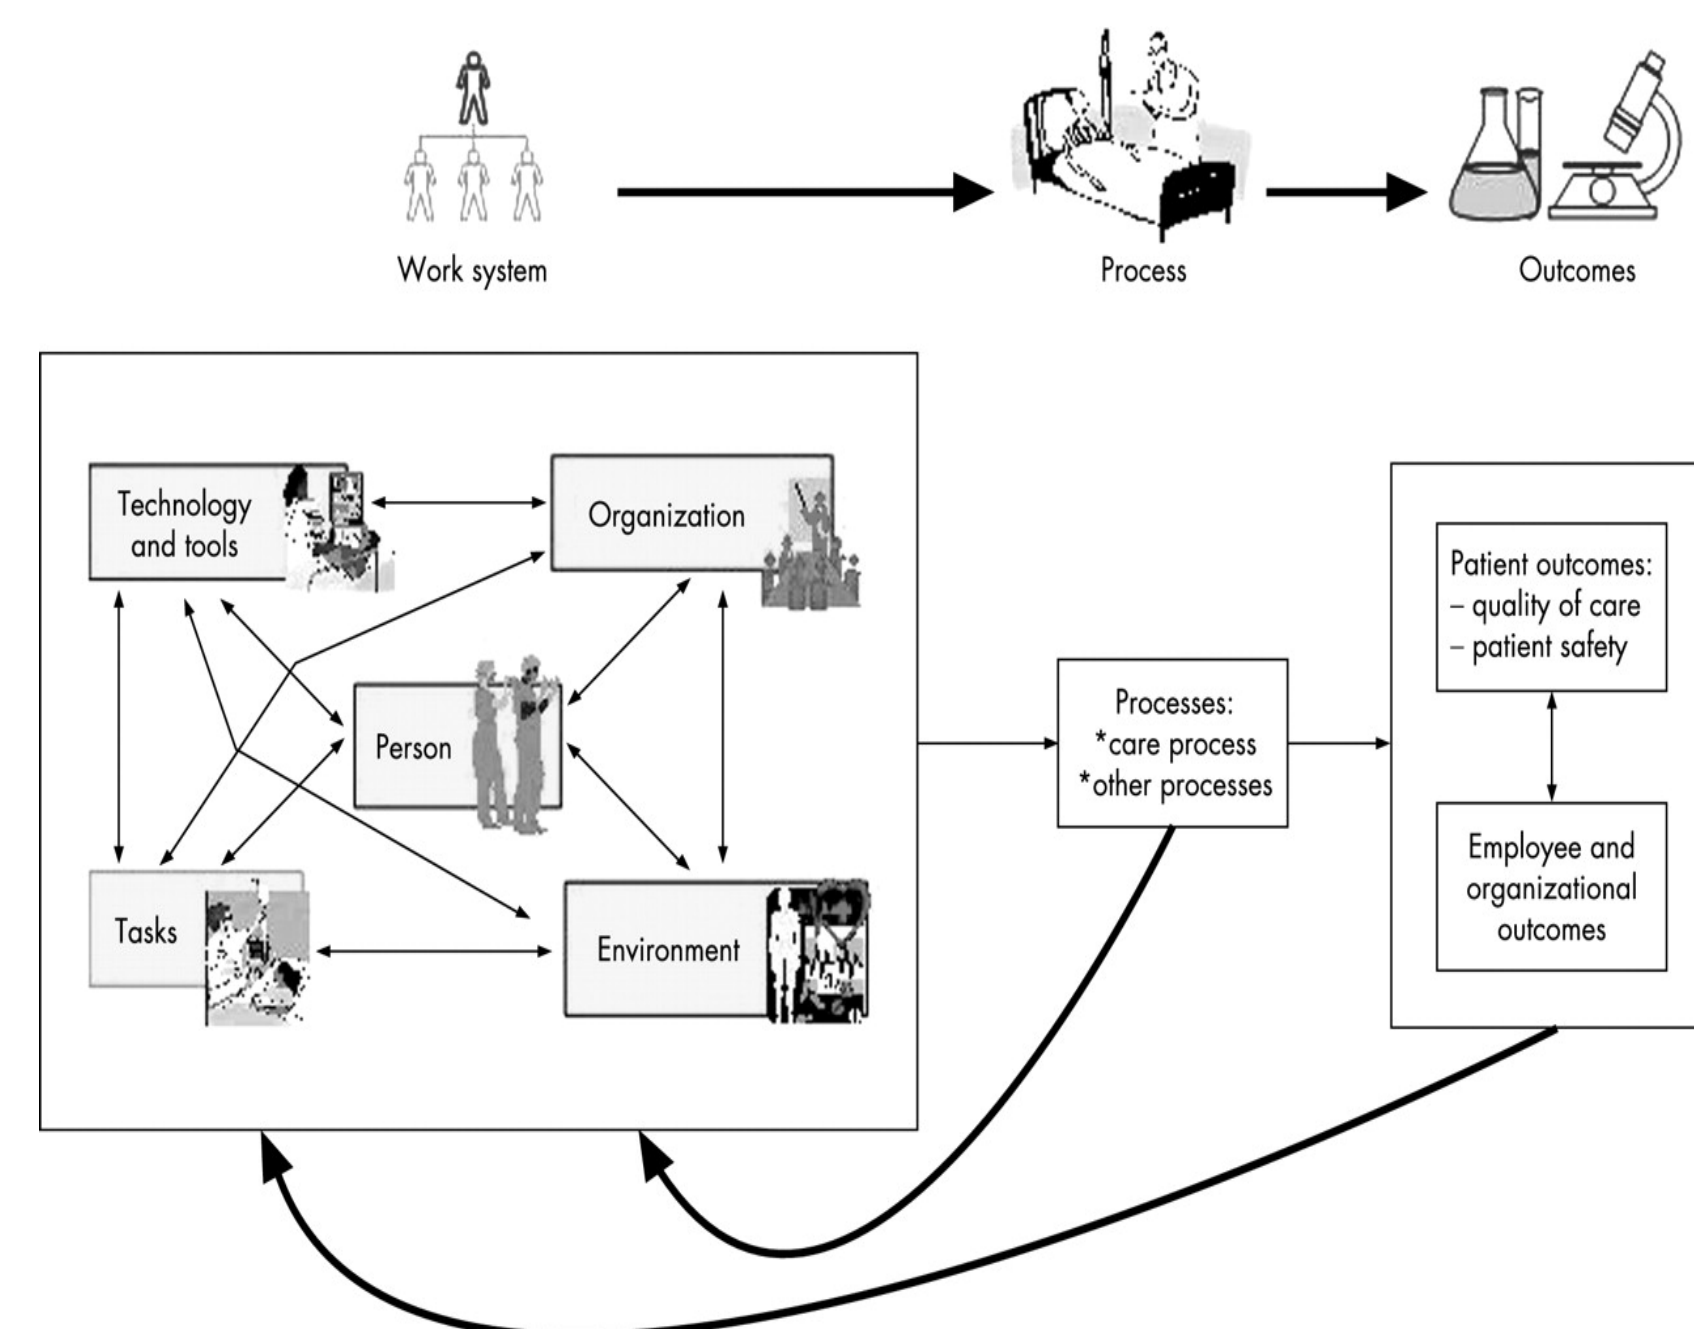 Work system
Process
Outcomes
Technology
and tools
Organization
Person
Tasks
Environment
Processes:
*care process
*other processes
Patient outcomes:
– quality of care
– patient safety
Employee and
organizational
outcomes